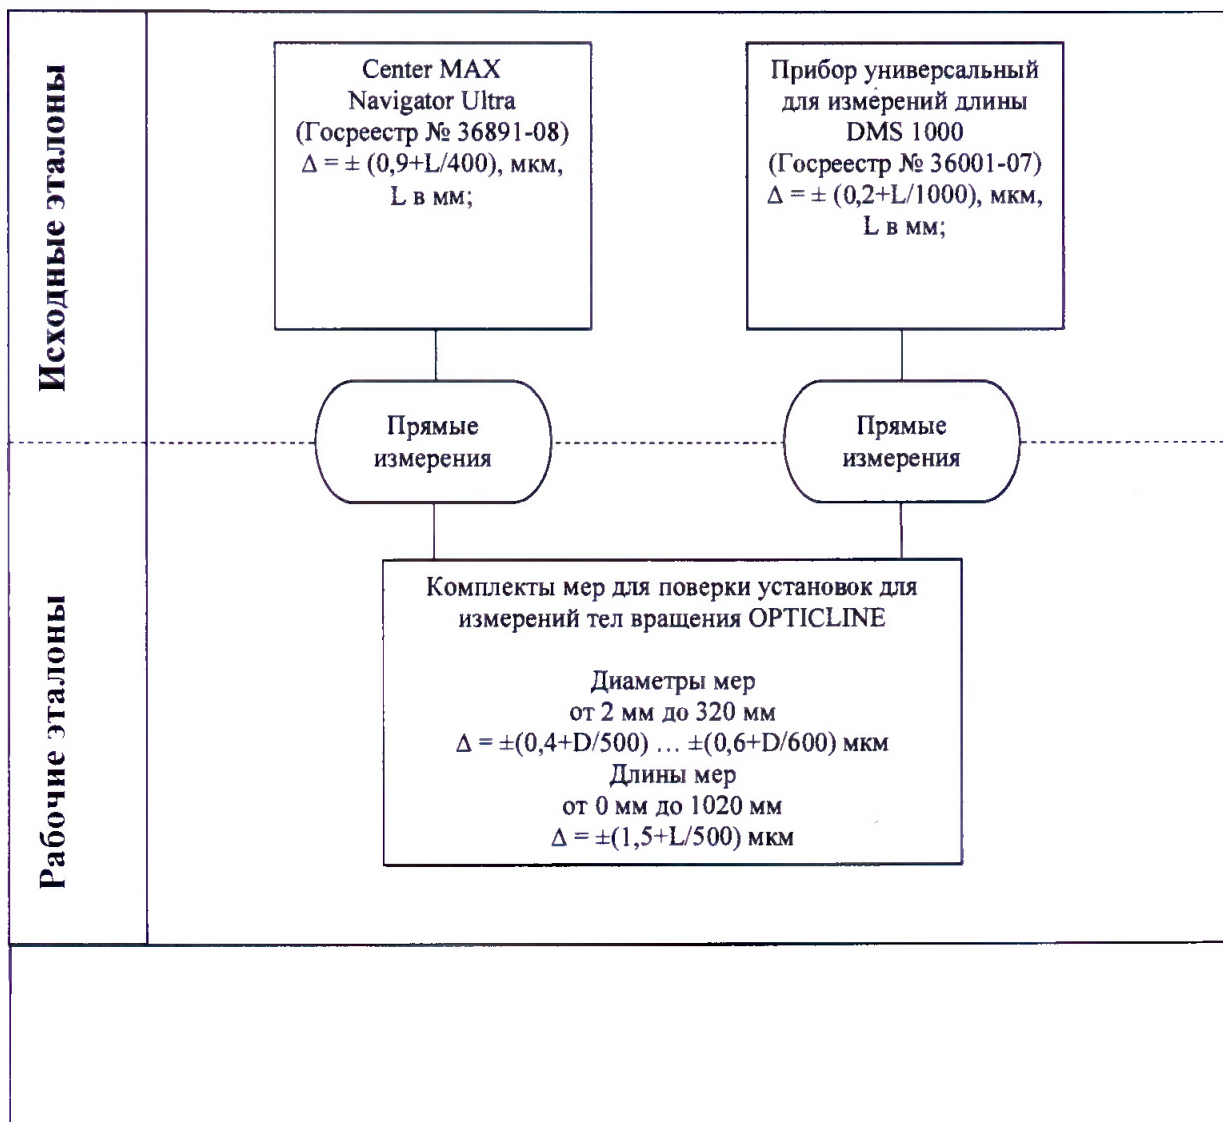 Исходные эталоны
Center MAX
Navigator Ultra
(Госреестр № 36891-08)
Δ = ± (0,9+L/400), мкм,
L в мм;
Прибор универсальный
для измерений длины
DMS 1000
(Госреестр № 36001-07)
Δ = ± (0,2+L/1000), мкм,
L в мм;
Прямые
измерения
Прямые
измерения
Рабочие эталоны
Комплекты мер для поверки установок для
измерений тел вращения OPTICLINE
Диаметры мер
от 2 мм до 320 мм
Δ = ±(0,4+D/500) … ±(0,6+D/600) мкм
Длины мер
от 0 мм до 1020 мм
Δ = ±(1,5+L/500) мкм